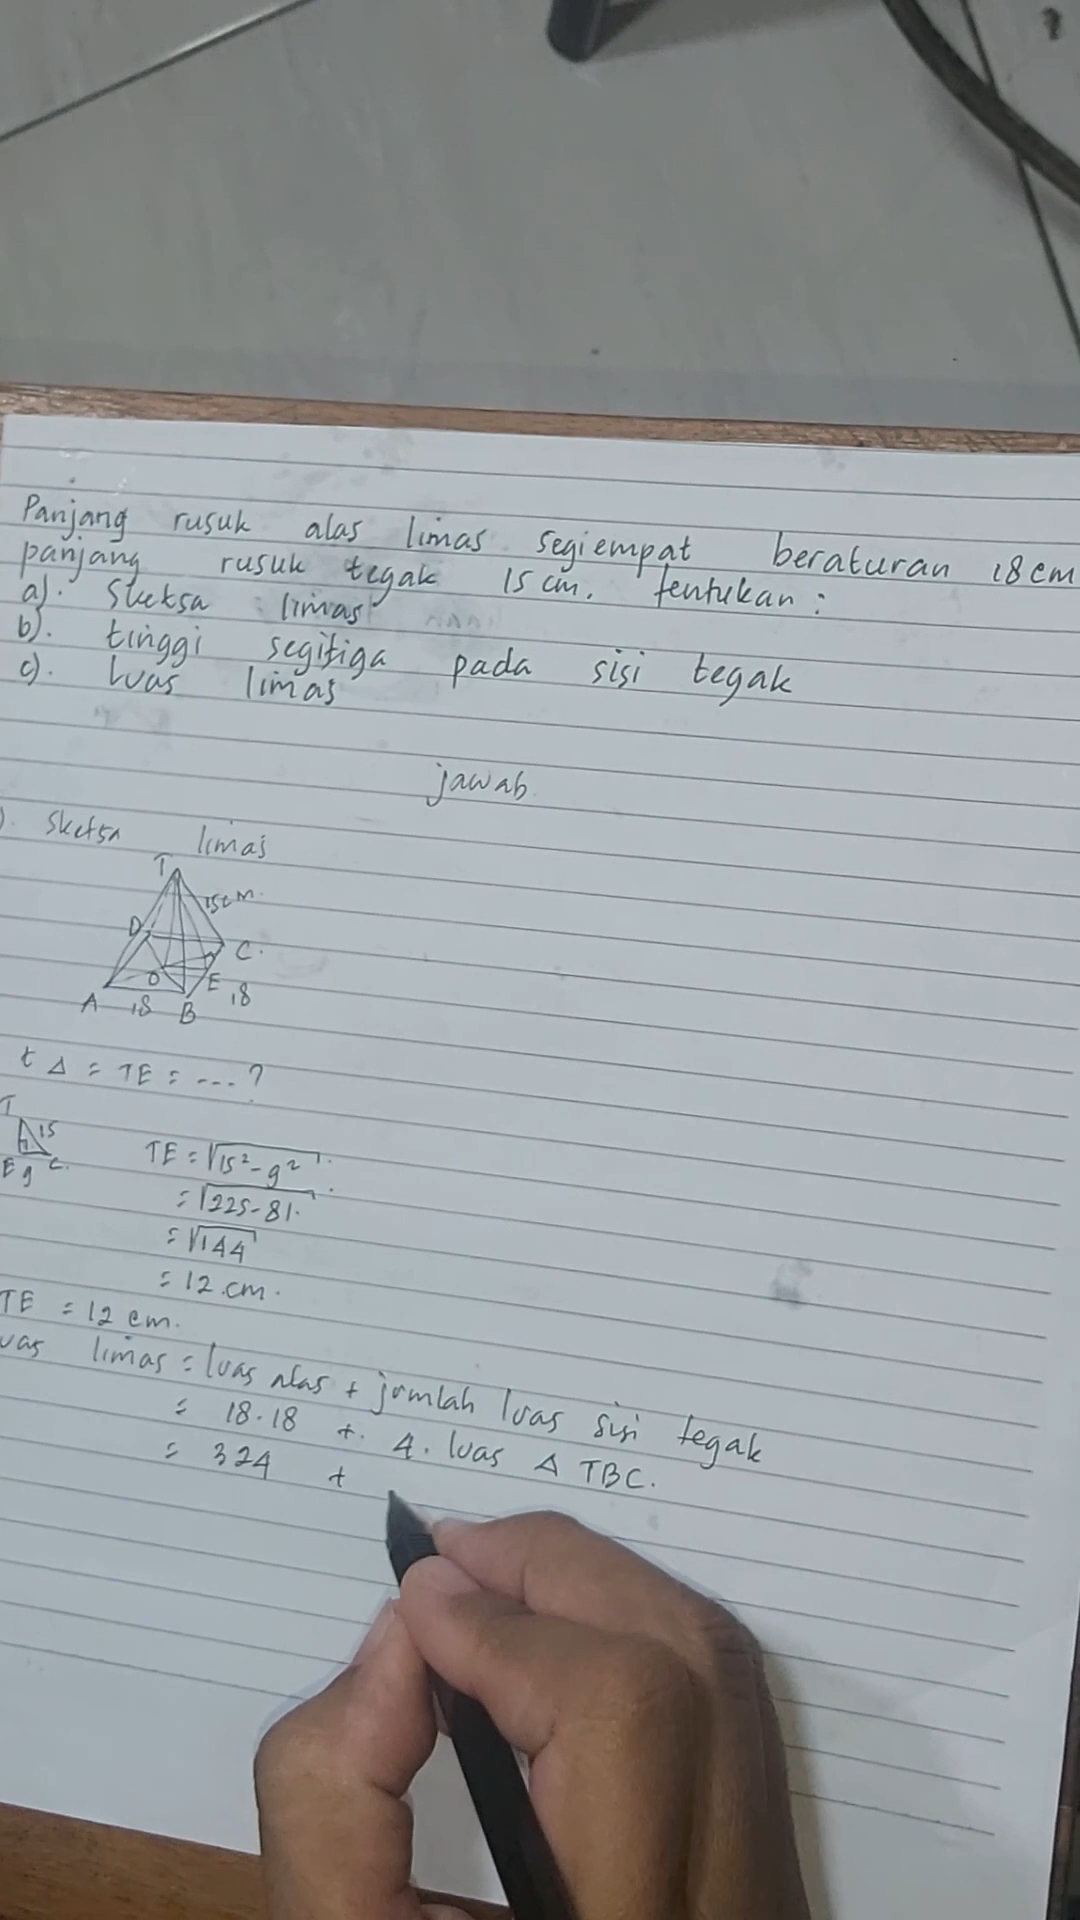 Panjang rusuk alas limas segiempat beraturan 18 cm
panjang rusuk tegak 15 cm. tentukan :
a). Sketsa limas
b). tinggi segitiga pada sisi tegak
c). luas limas
jawab
). Sketsa limas
T
15 cm.
D
C.
O
E
A
18
B
18
t Δ = TE = ---- ?
T
15
E 9 C.
TE = √15² - 9²
= √225 - 81.
= √144
= 12 cm.
TE = 12 cm.
uas limas = luas alas + jumlah luas sisi tegak
= 18.18 + 4. luas Δ TBC.
= 324 +